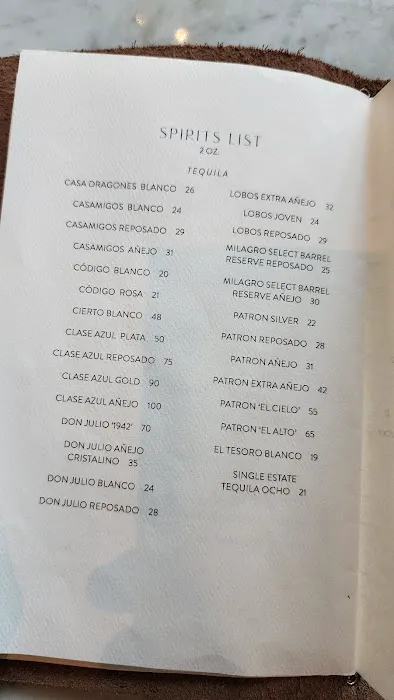 SPIRITS LIST
2 OZ.
TEQUILA
CASA DRAGONES BLANCO 26
CASAMIGOS BLANCO 24
CASAMIGOS REPOSADO 29
CASAMIGOS AÑEJO 31
CÓDIGO BLANCO 20
CÓDIGO ROSA 21
CIERTO BLANCO 48
CLASE AZUL PLATA 50
CLASE AZUL REPOSADO 75
CLASE AZUL GOLD 90
CLASE AZUL AÑEJO 100
DON JULIO '1942' 70
DON JULIO AÑEJO
CRISTALINO 35
DON JULIO BLANCO 24
DON JULIO REPOSADO 28
LOBOS EXTRA AÑEJO 32
LOBOS JOVEN 24
LOBOS REPOSADO 29
MILAGRO SELECT BARREL
RESERVE REPOSADO 25
MILAGRO SELECT BARREL
RESERVE AÑEJO 30
PATRON SILVER 22
PATRON REPOSADO 28
PATRON AÑEJO 31
PATRON EXTRA AÑEJO 42
PATRON 'EL CIELO' 55
PATRON 'EL ALTO' 65
EL TESORO BLANCO 19
SINGLE ESTATE
TEQUILA OCHO 21